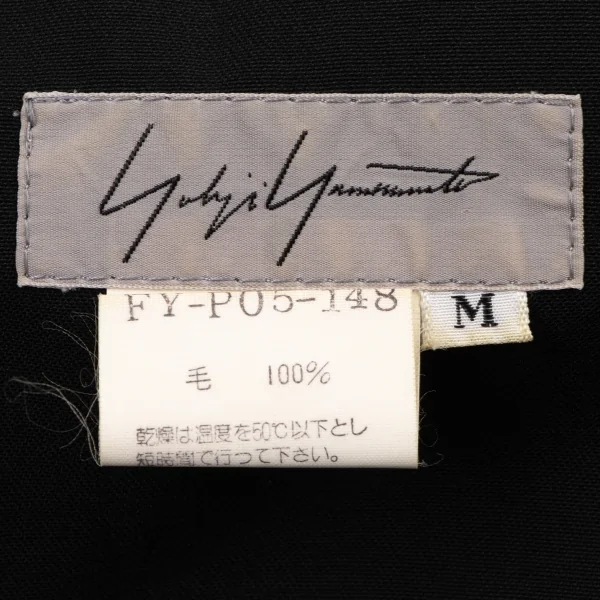 Yohji Yamamoto
FY-P05-148
M
毛 100%
乾燥は温度を50℃以下とし
短時間で行って下さい。